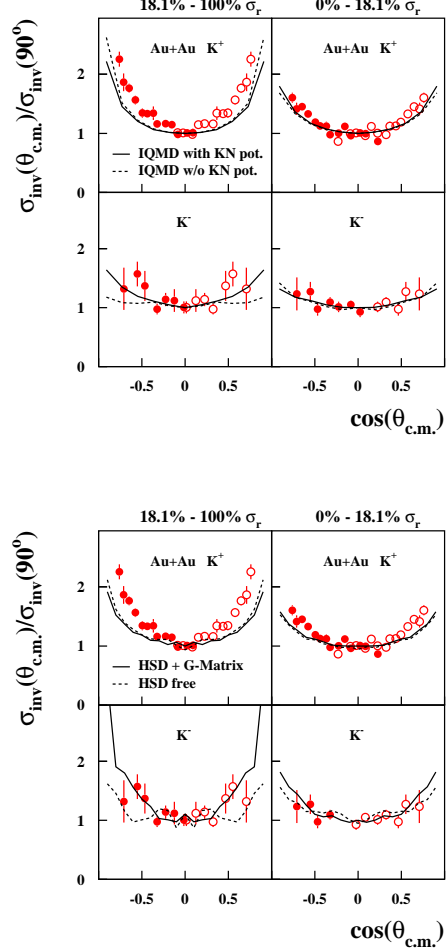 18.1% - 100% σr 0% - 18.1% σr
Au+Au K+ Au+Au K+
2
1
IQMD with KN pot.
IQMD w/o KN pot.
0
K- K-
2
1
0
-0.5 0 0.5 -0.5 0 0.5
σinv(θc.m.)/σinv(90o)
cos(θc.m.)
18.1% - 100% σr 0% - 18.1% σr
Au+Au K+ Au+Au K+
2
1
HSD + G-Matrix
HSD free
0
K- K-
2
1
0
-0.5 0 0.5 -0.5 0 0.5
σinv(θc.m.)/σinv(90o)
cos(θc.m.)